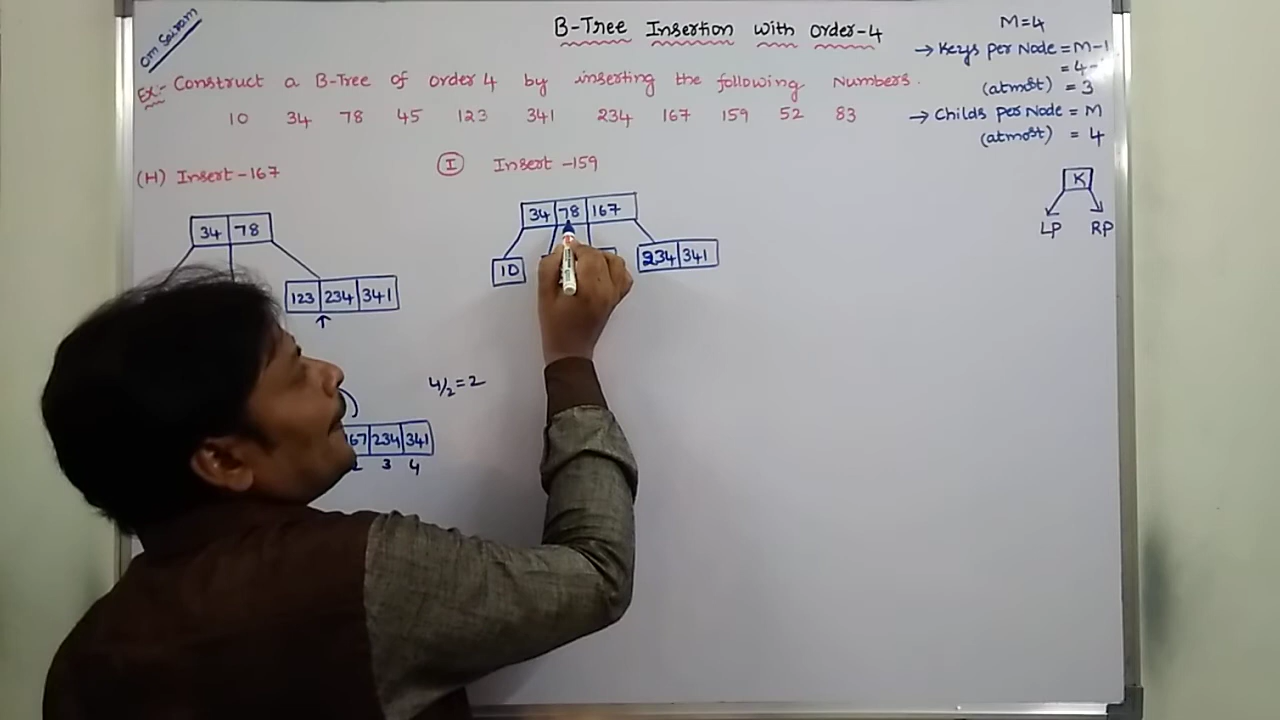 Om Sairam
B-Tree Insertion with Order-4
M=4
→ Keys per Node = M-1
= 4-
(atmost) = 3
→ Childs per Node = M
(atmost) = 4
Ex:- Construct a B-Tree of order 4 by inserting the following Numbers.
10 34 78 45 123 341 234 167 159 52 83
(H) Insert-167
34 78
123 234 341
↑
4/2=2
67 234 341
3 4
I Insert -159
34 78 167
10
234 341
K
LP RP